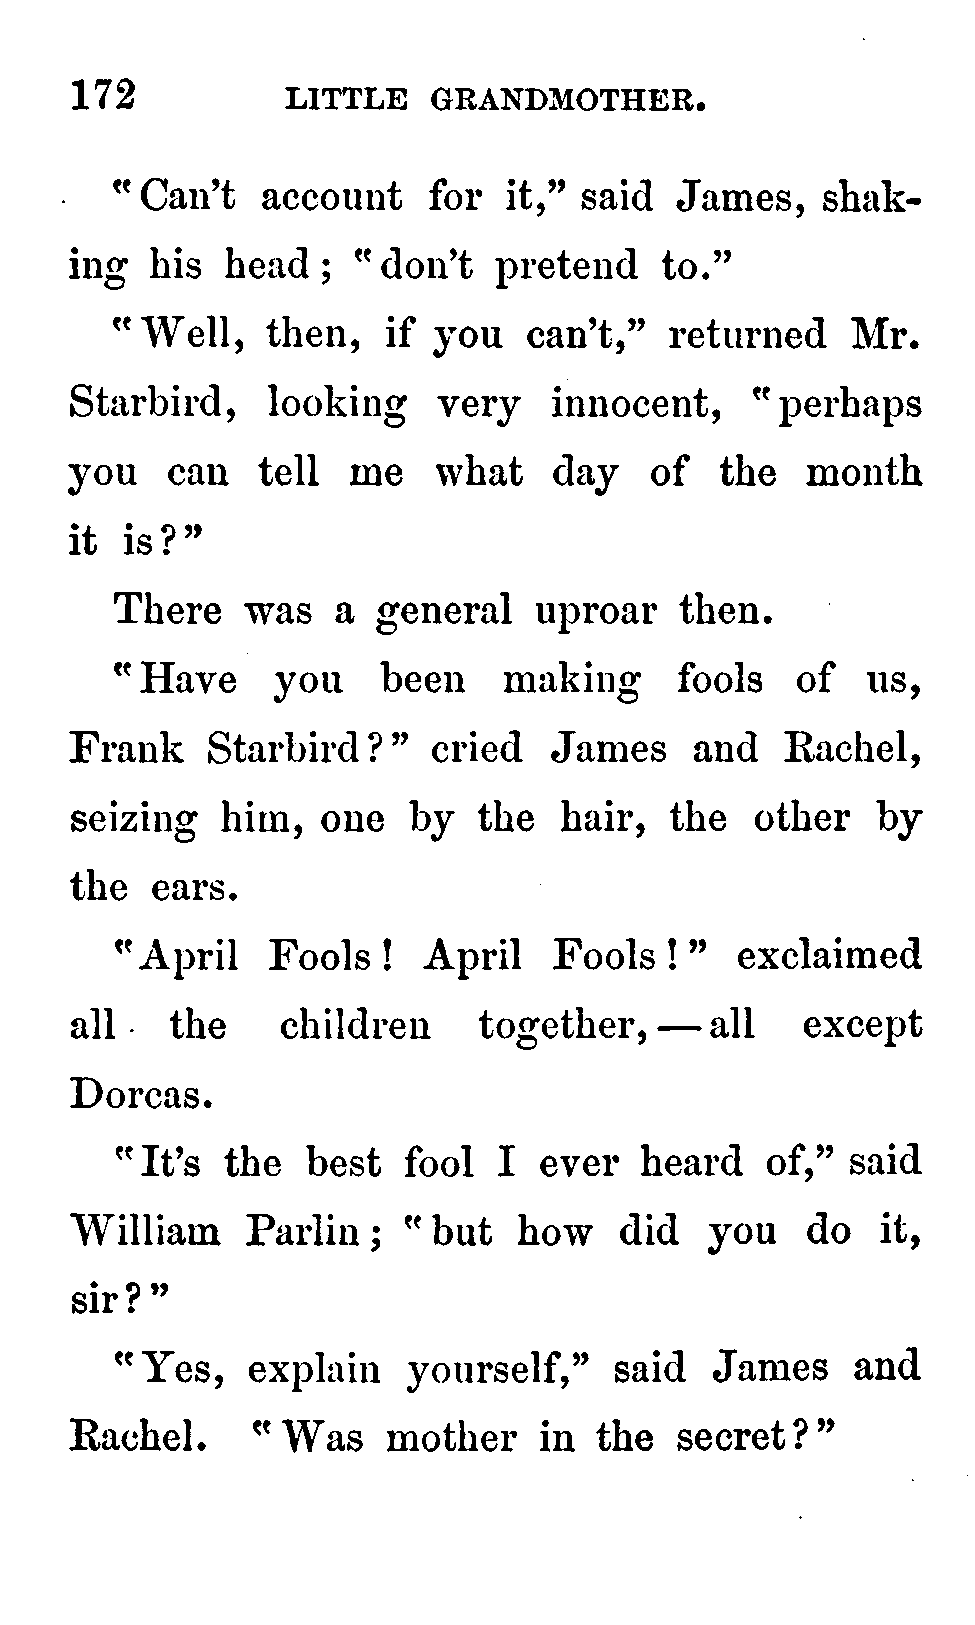 172 LITTLE GRANDMOTHER.
"Can't account for it," said James, shak-
ing his head; "don't pretend to."
"Well, then, if you can't," returned Mr.
Starbird, looking very innocent, "perhaps
you can tell me what day of the month
it is?"
There was a general uproar then.
"Have you been making fools of us,
Frank Starbird?" cried James and Rachel,
seizing him, one by the hair, the other by
the ears.
"April Fools! April Fools!" exclaimed
all the children together,—all except
Dorcas.
"It's the best fool I ever heard of," said
William Parlin; "but how did you do it,
sir?"
"Yes, explain yourself," said James and
Rachel. "Was mother in the secret?"